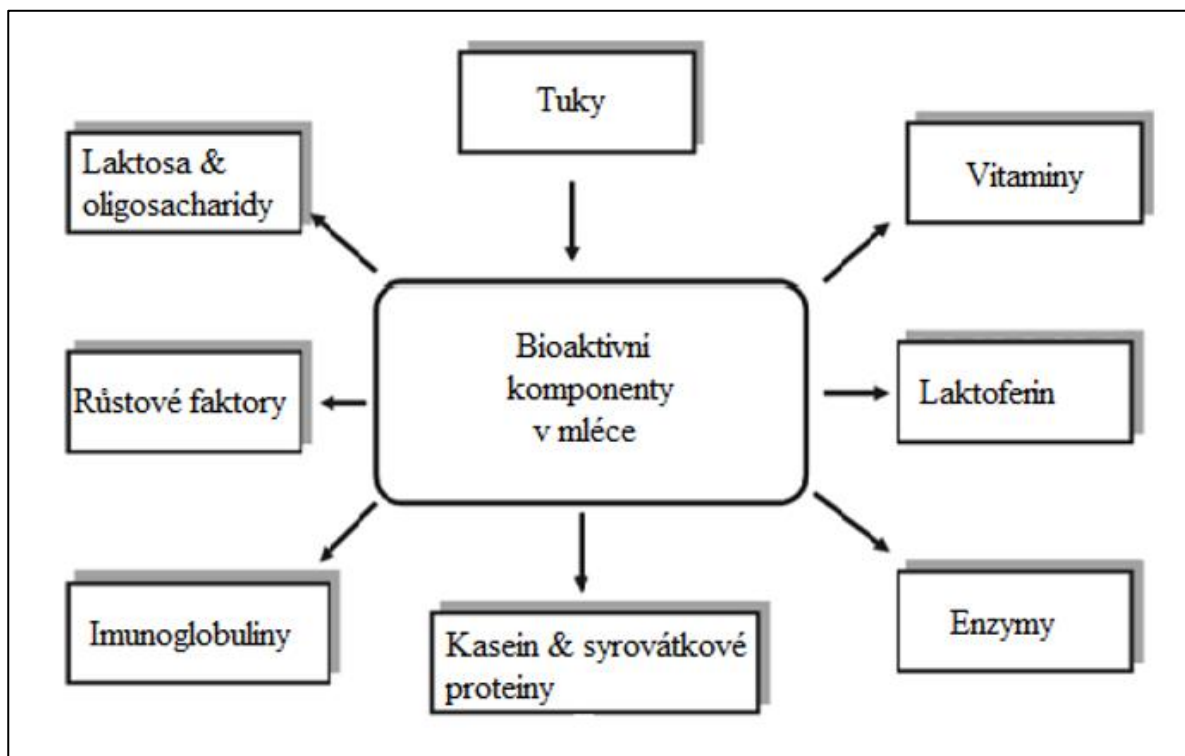 Tuky
Laktosa &
oligosacharidy
Vitaminy
Bioaktivní
komponenty
v mléce
Růstové faktory
Laktoferin
Imunoglobuliny
Kasein & syrovátkové
proteiny
Enzymy